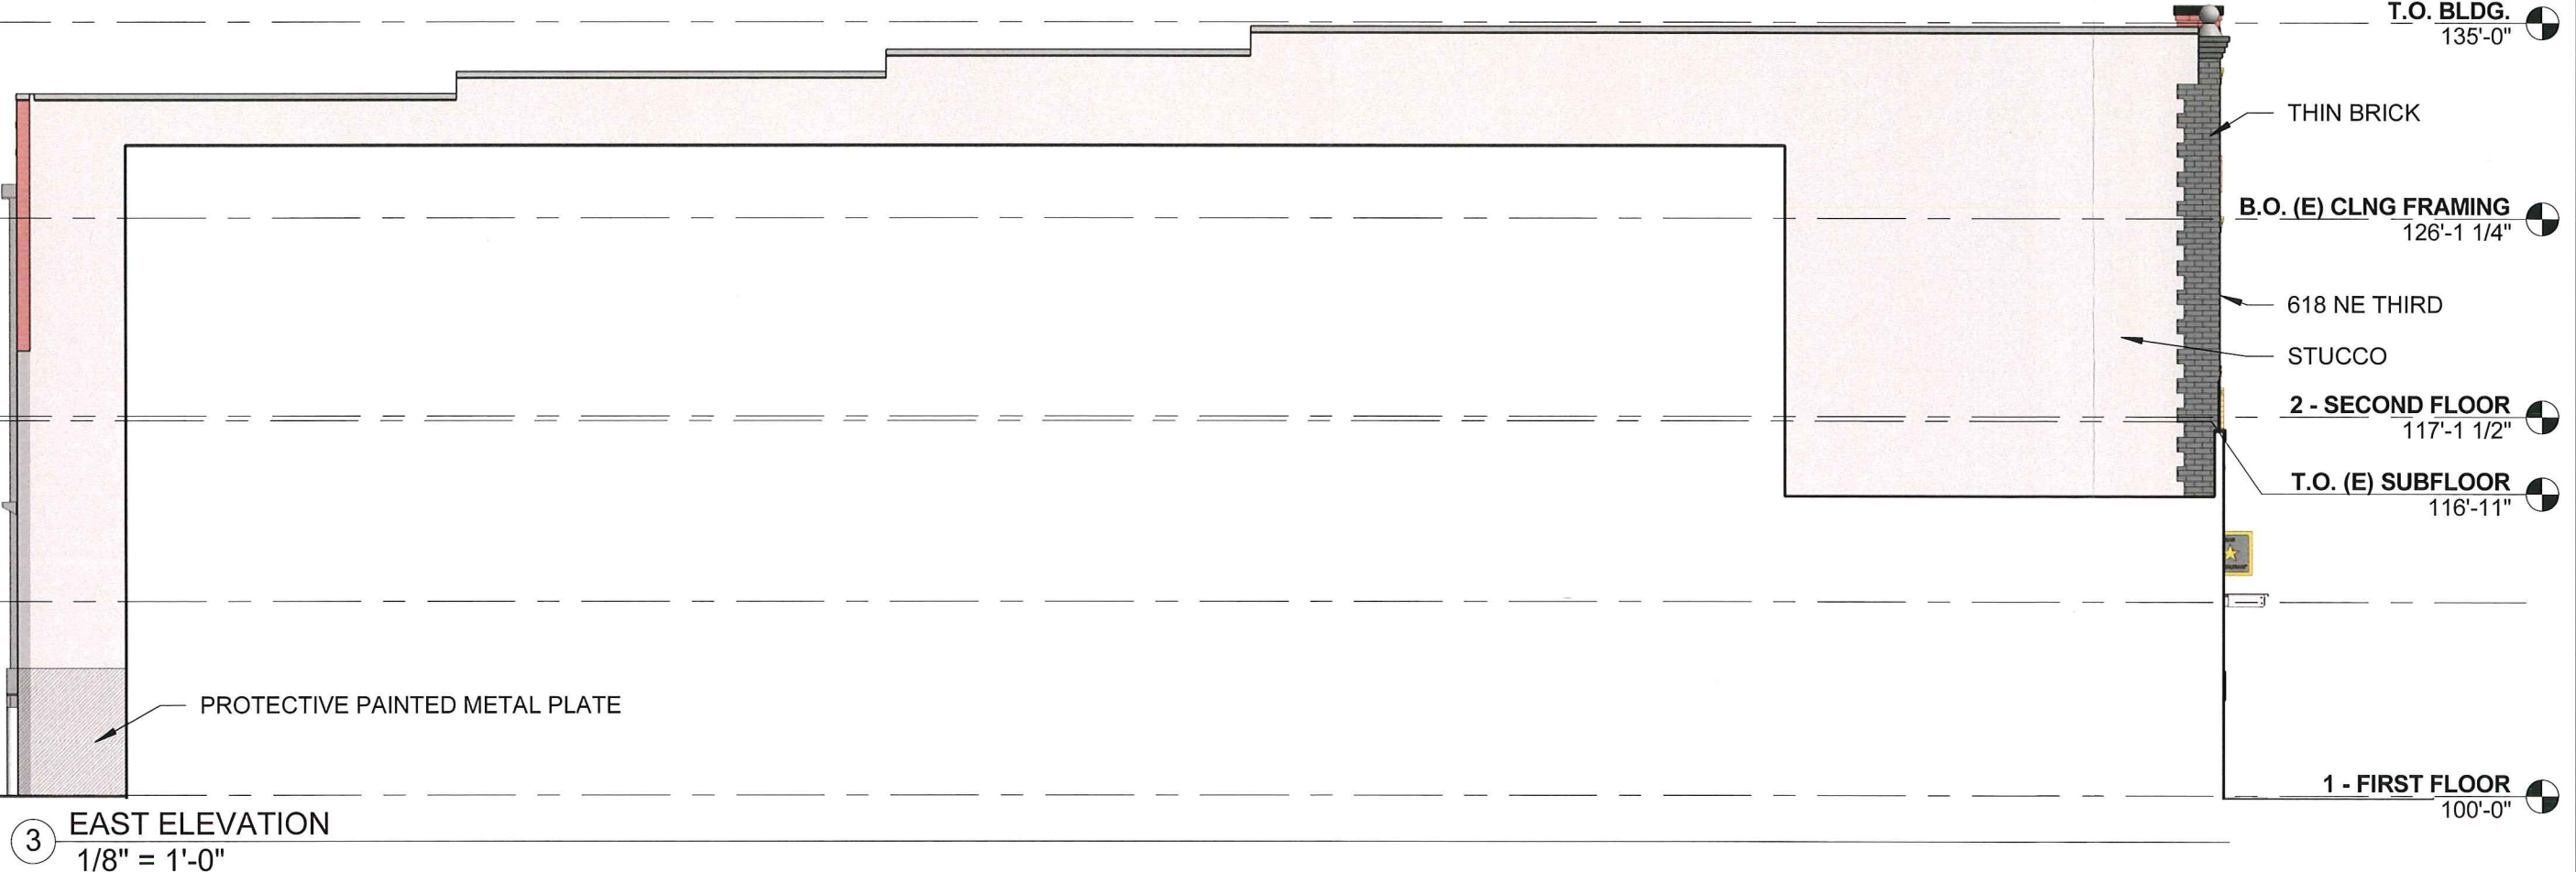 T.O. BLDG.
135'-0"
THIN BRICK
B.O. (E) CLNG FRAMING
126'-1 1/4"
618 NE THIRD
STUCCO
2 - SECOND FLOOR
117'-1 1/2"
T.O. (E) SUBFLOOR
116'-11"
PROTECTIVE PAINTED METAL PLATE
1 - FIRST FLOOR
100'-0"
3
EAST ELEVATION
1/8" = 1'-0"